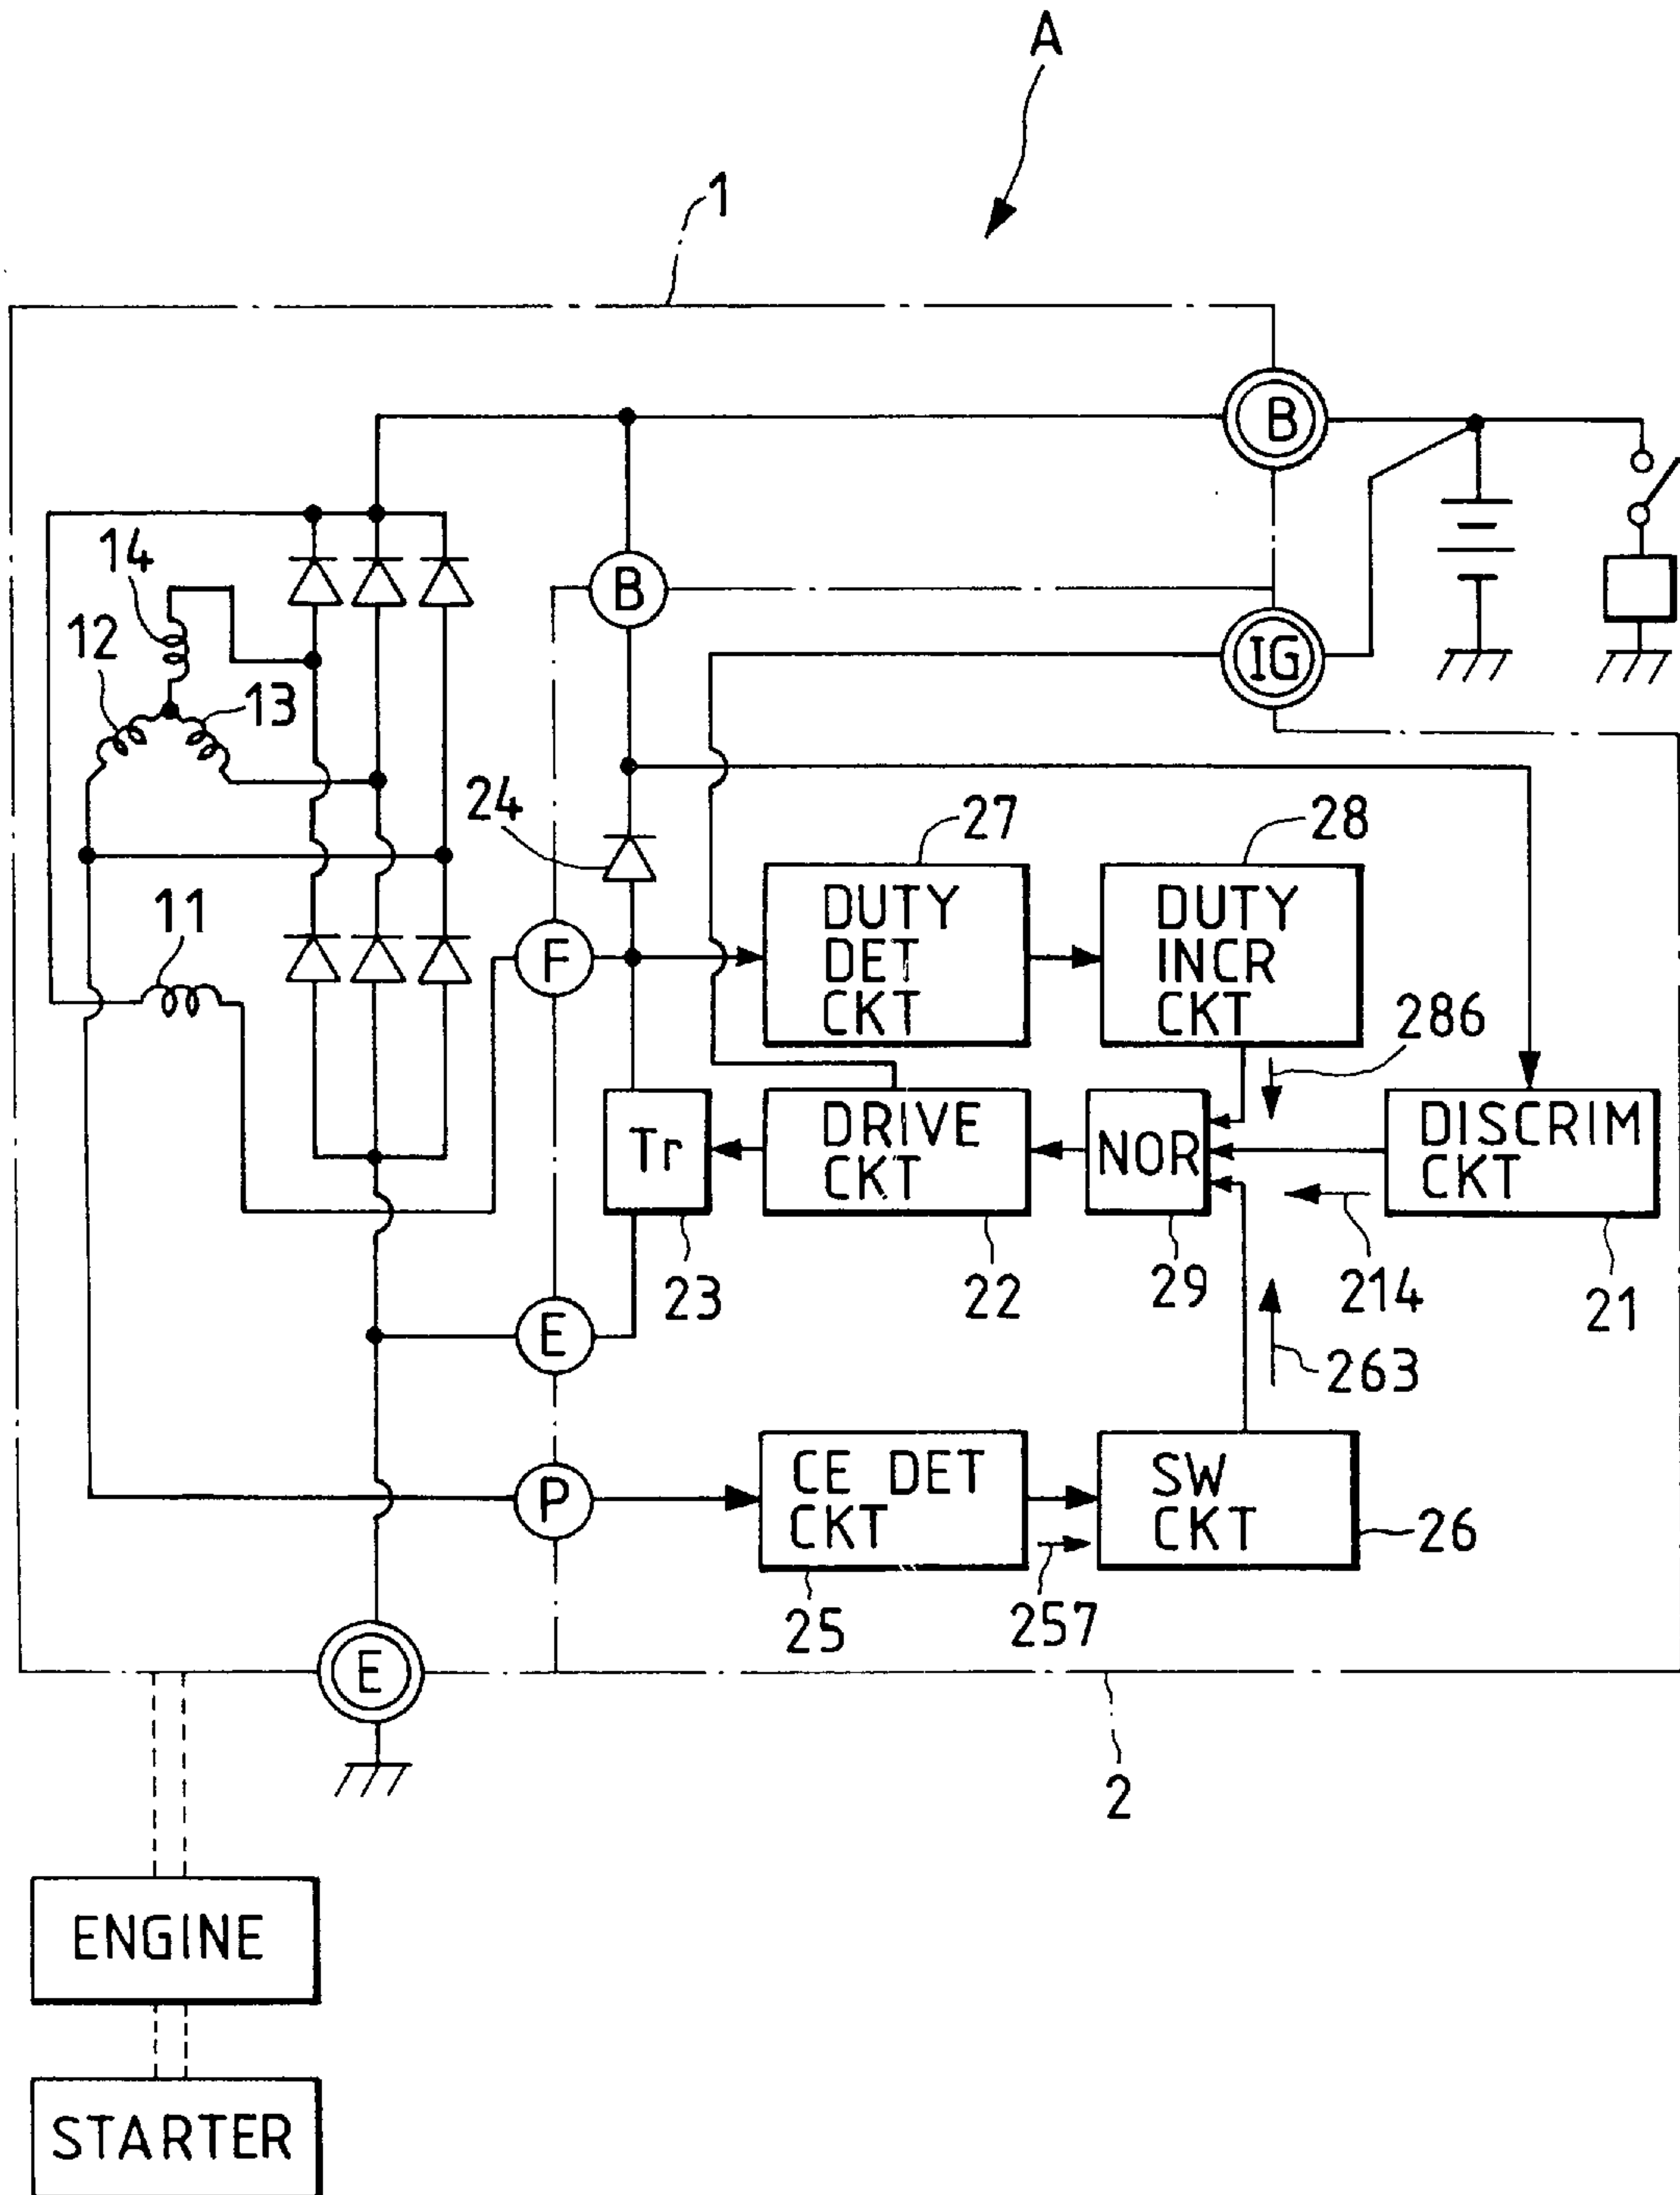 A
1
B
14
B
12
IG
13
24
27
28
DUTY
DET
CKT
DUTY
INCR
CKT
11
F
286
Tr
DRIVE
CKT
NOR
DISCRIM
CKT
23
22
29
214
21
E
263
P
CE DET
CKT
SW
CKT
26
25
257
E
2
ENGINE
STARTER